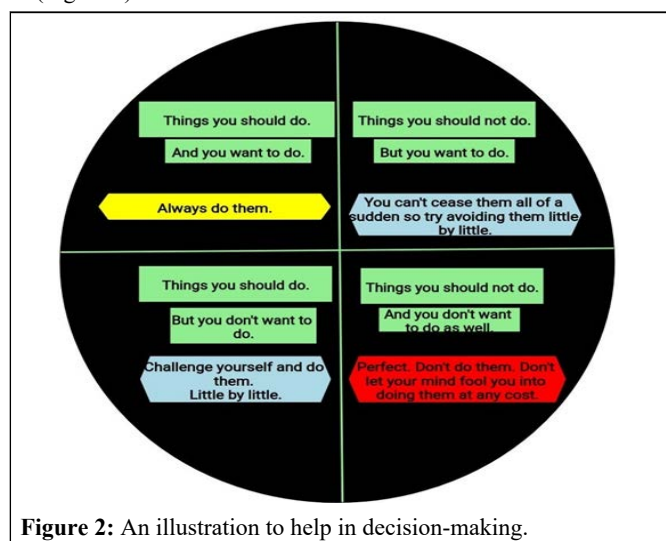 Things you should do.
And you want to do.
Always do them.
Things you should not do.
But you want to do.
You can't cease them all of a
sudden so try avoiding them little
by little.
Things you should do.
But you don't want to
do.
Challenge yourself and do
them.
Little by little.
Things you should not do.
And you don't want
to do as well.
Perfect. Don't do them. Don't
let your mind fool you into
doing them at any cost.
Figure 2: An illustration to help in decision-making.